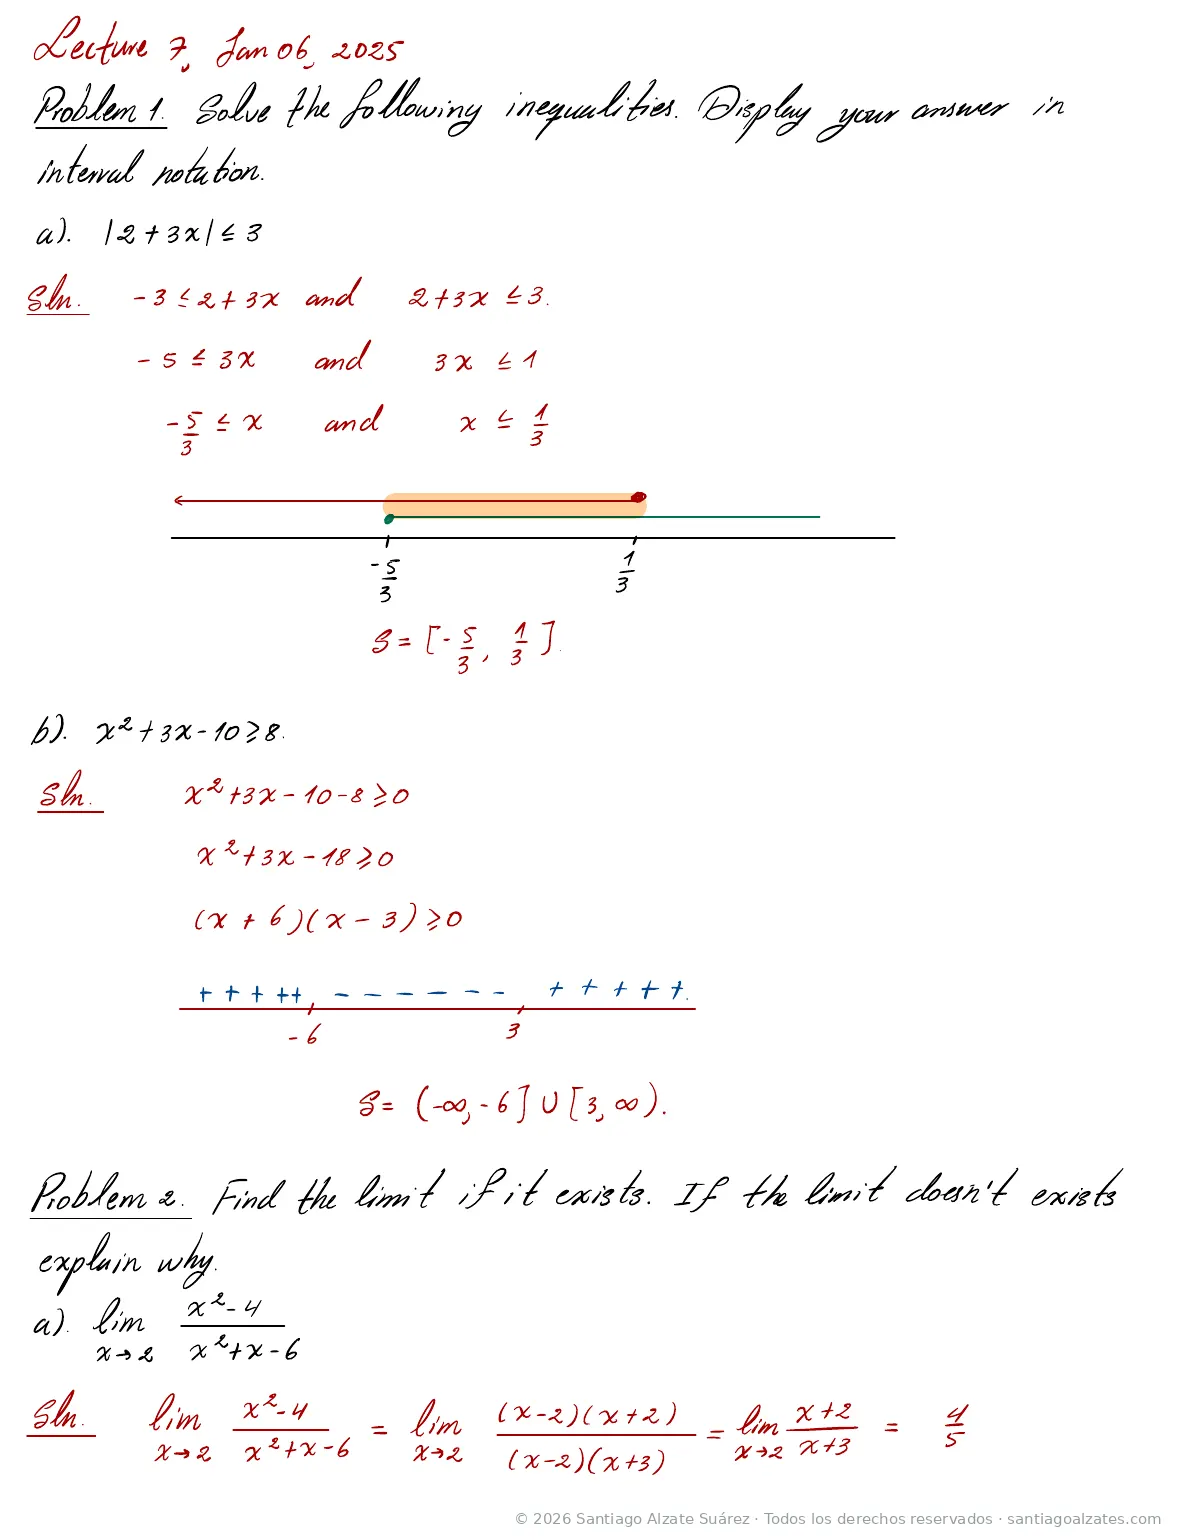 Lecture 7, Jan 06, 2025
Problem 1. Solve the following inequalities. Display your answer in
interval notation.
a). |2+3x| ≤ 3
Sln. -3 ≤ 2+3x and 2+3x ≤ 3.
-5 ≤ 3x and 3x ≤ 1
-5/3 ≤ x and x ≤ 1/3
-5/3 1/3
S = [-5/3, 1/3].
b). x²+3x-10 ≥ 8.
Sln. x²+3x-10-8 ≥ 0
x²+3x-18 ≥ 0
(x+6)(x-3) ≥ 0
+ + + ++ - - - - - - + + + + +.
-6 3
S = (-∞, -6] ∪ [3, ∞).
Problem 2. Find the limit if it exists. If the limit doesn't exists
explain why.
a). lim x→2 (x²-4)/(x²+x-6)
Sln. lim x→2 (x²-4)/(x²+x-6) = lim x→2 ((x-2)(x+2))/((x-2)(x+3)) = lim x→2 (x+2)/(x+3) = 4/5
© 2026 Santiago Alzate Suárez · Todos los derechos reservados · santiagoalzates.com